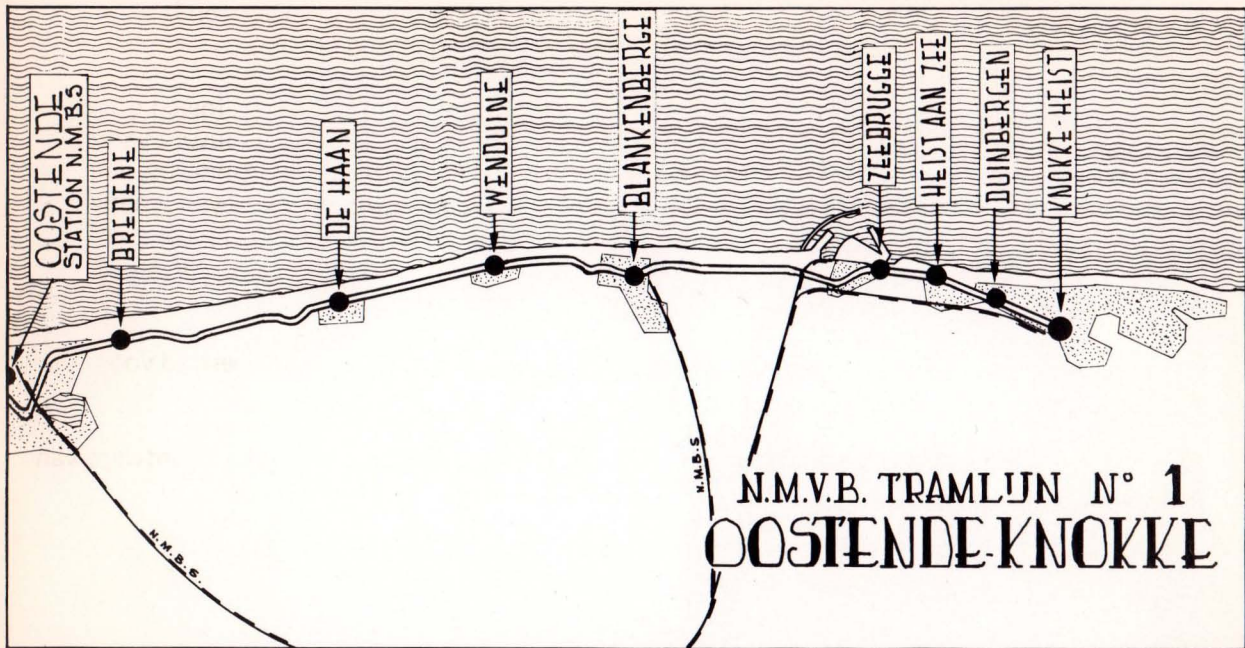 OOSTENDE
STATION N.M.B.S
BREDENE
DE HAAN
WENDUINE
BLANKENBERGE
ZEEBRUGGE
HEIST AAN ZEE
DUINBERGEN
KNOKKE-HEIST
N.M.B.S.
N.M.B.S
N.M.V.B. TRAMLIJN N° 1
OOSTENDE-KNOKKE